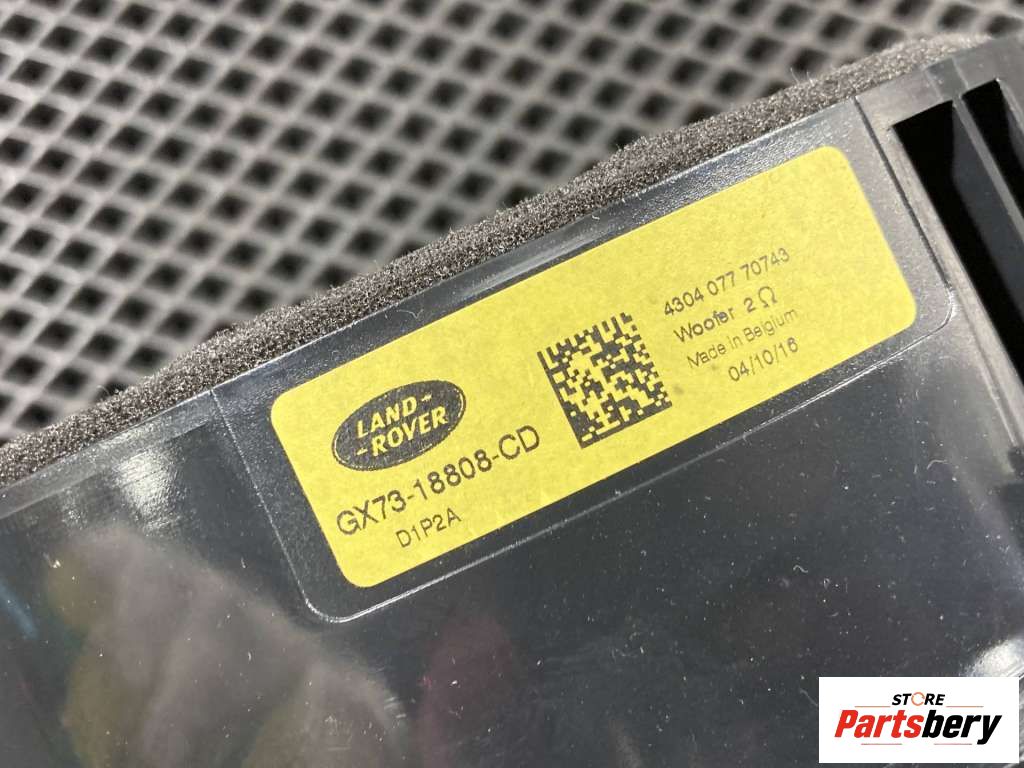 LAND-
-ROVER
GX73-18808-CD
D1P2A
4304 077 70743
Woofer 2 Ω
Made in Belgium
04/10/16
STORE
Partsbery